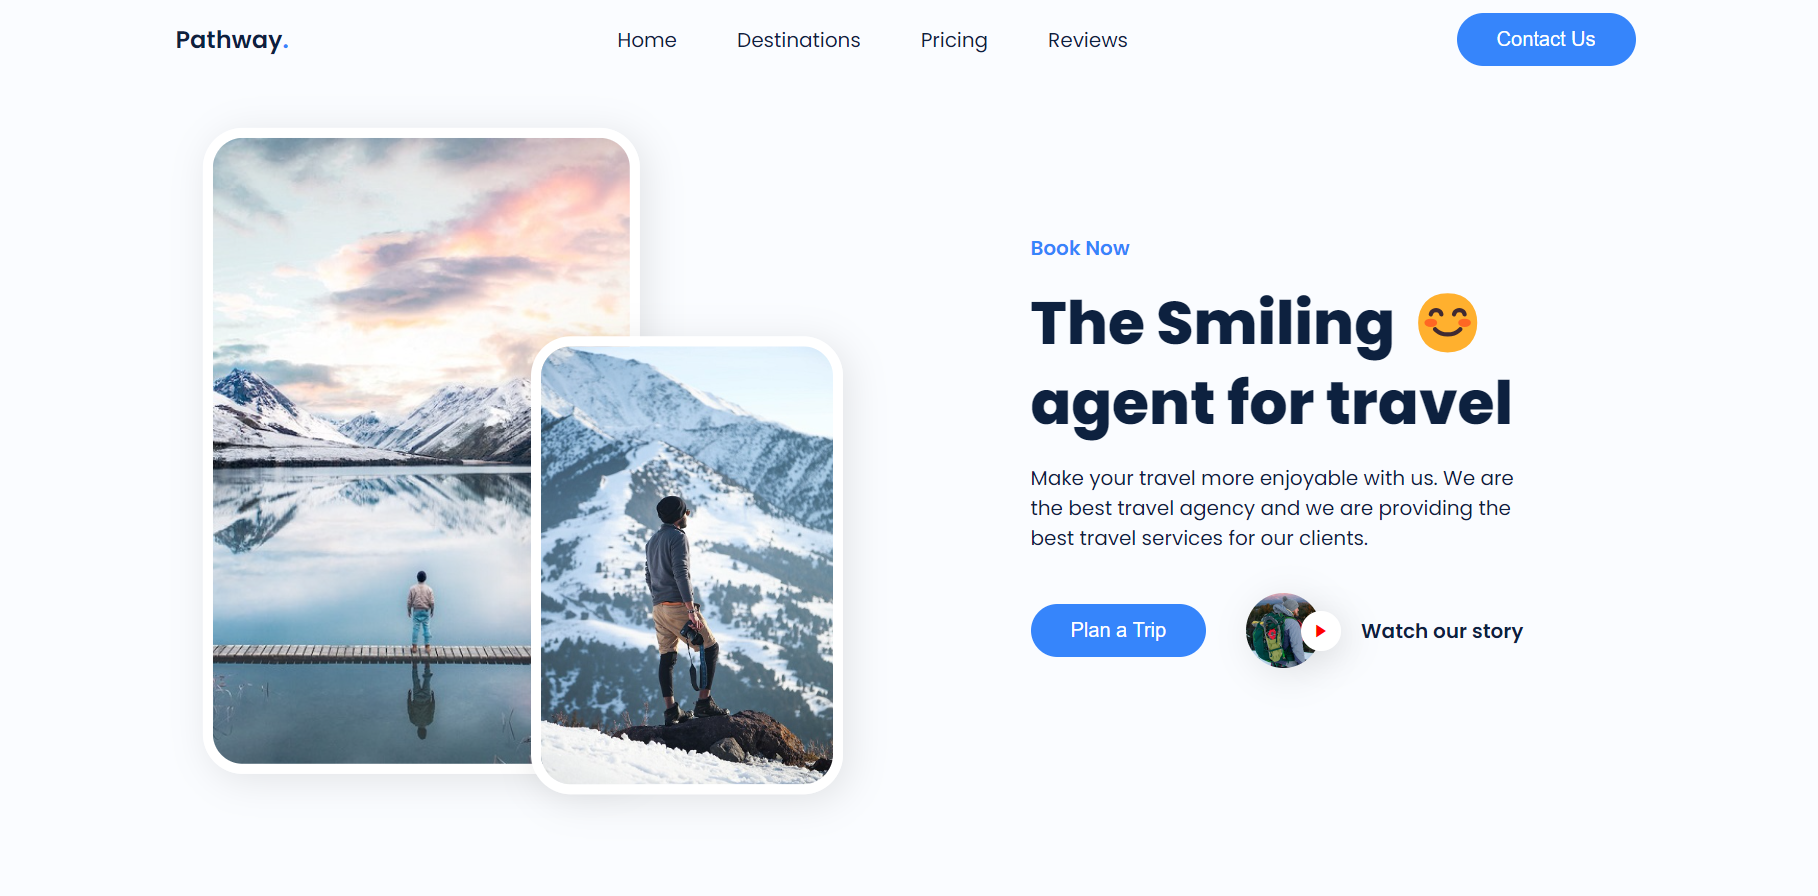 Pathway.
Home
Destinations
Pricing
Reviews
Contact Us
Book Now
The Smiling 😊
agent for travel
Make your travel more enjoyable with us. We are
the best travel agency and we are providing the
best travel services for our clients.
Plan a Trip
Watch our story